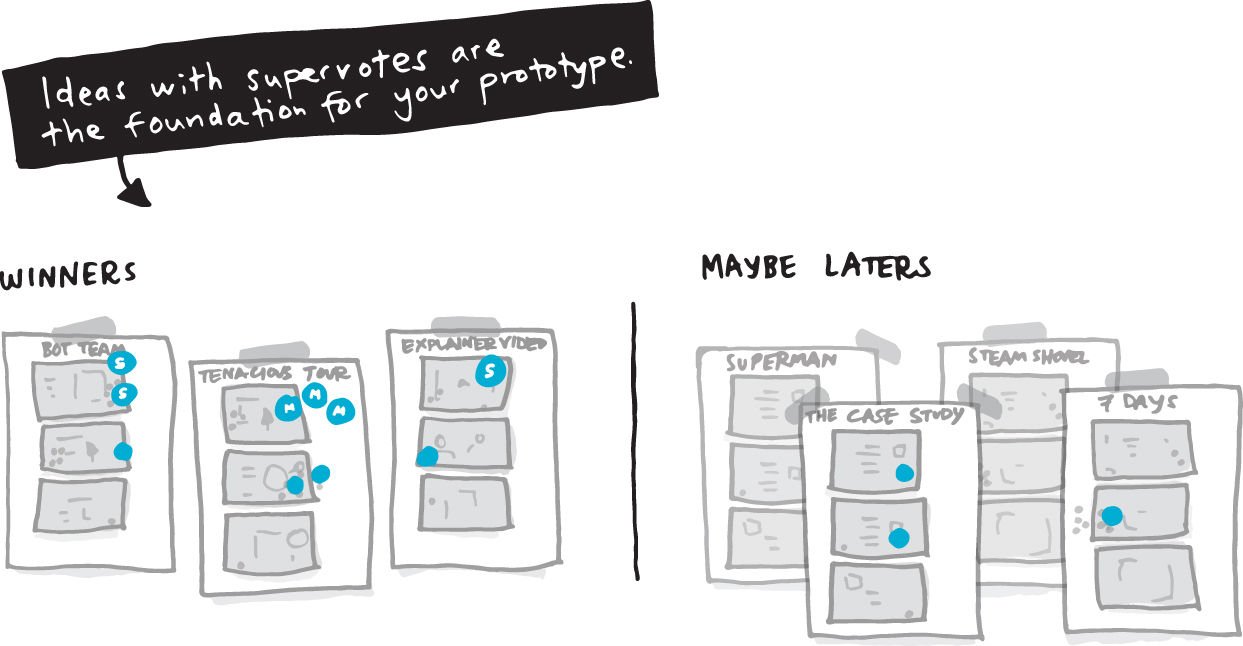 Ideas with supervotes are
the foundation for your prototype.
WINNERS
BOT TEAM
S
S
TENACIOUS TOUR
M
M
M
EXPLAINER VIDEO
S
MAYBE LATERS
SUPERMAN
THE CASE STUDY
STEAM SHOVEL
7 DAYS